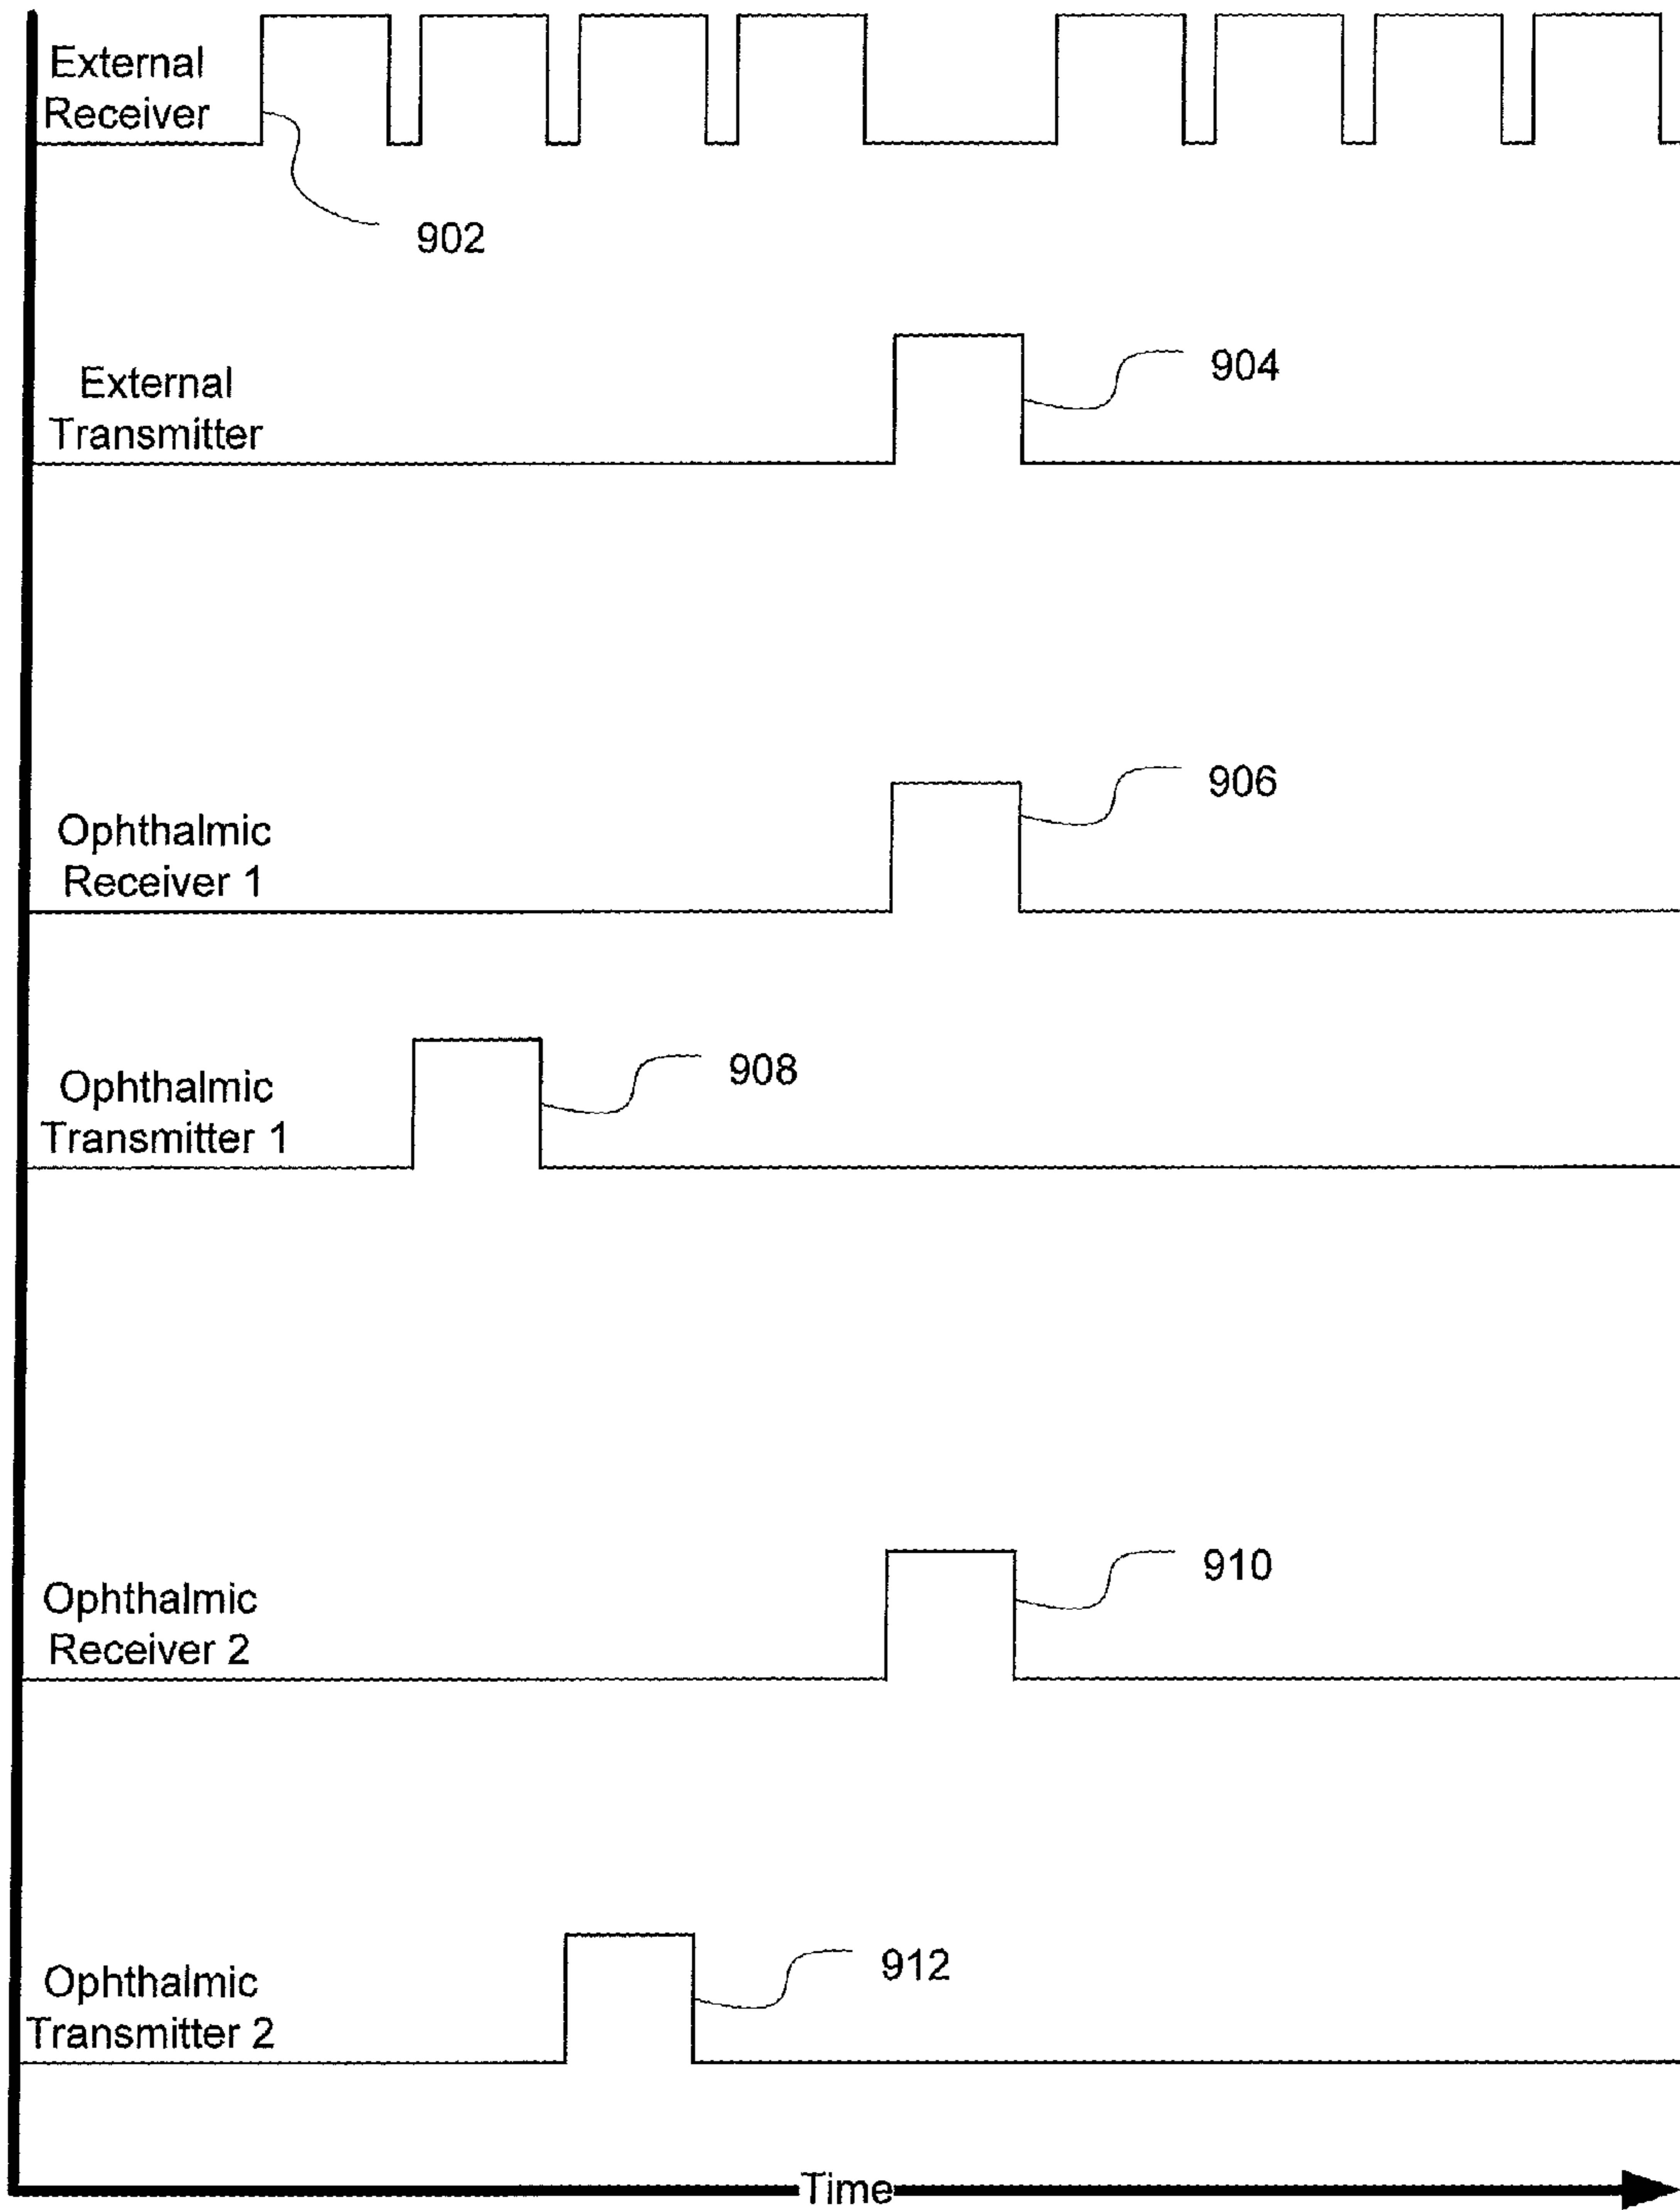 External
Receiver
902
904
External
Transmitter
906
Ophthalmic
Receiver 1
908
Ophthalmic
Transmitter 1
910
Ophthalmic
Receiver 2
912
Ophthalmic
Transmitter 2
Time